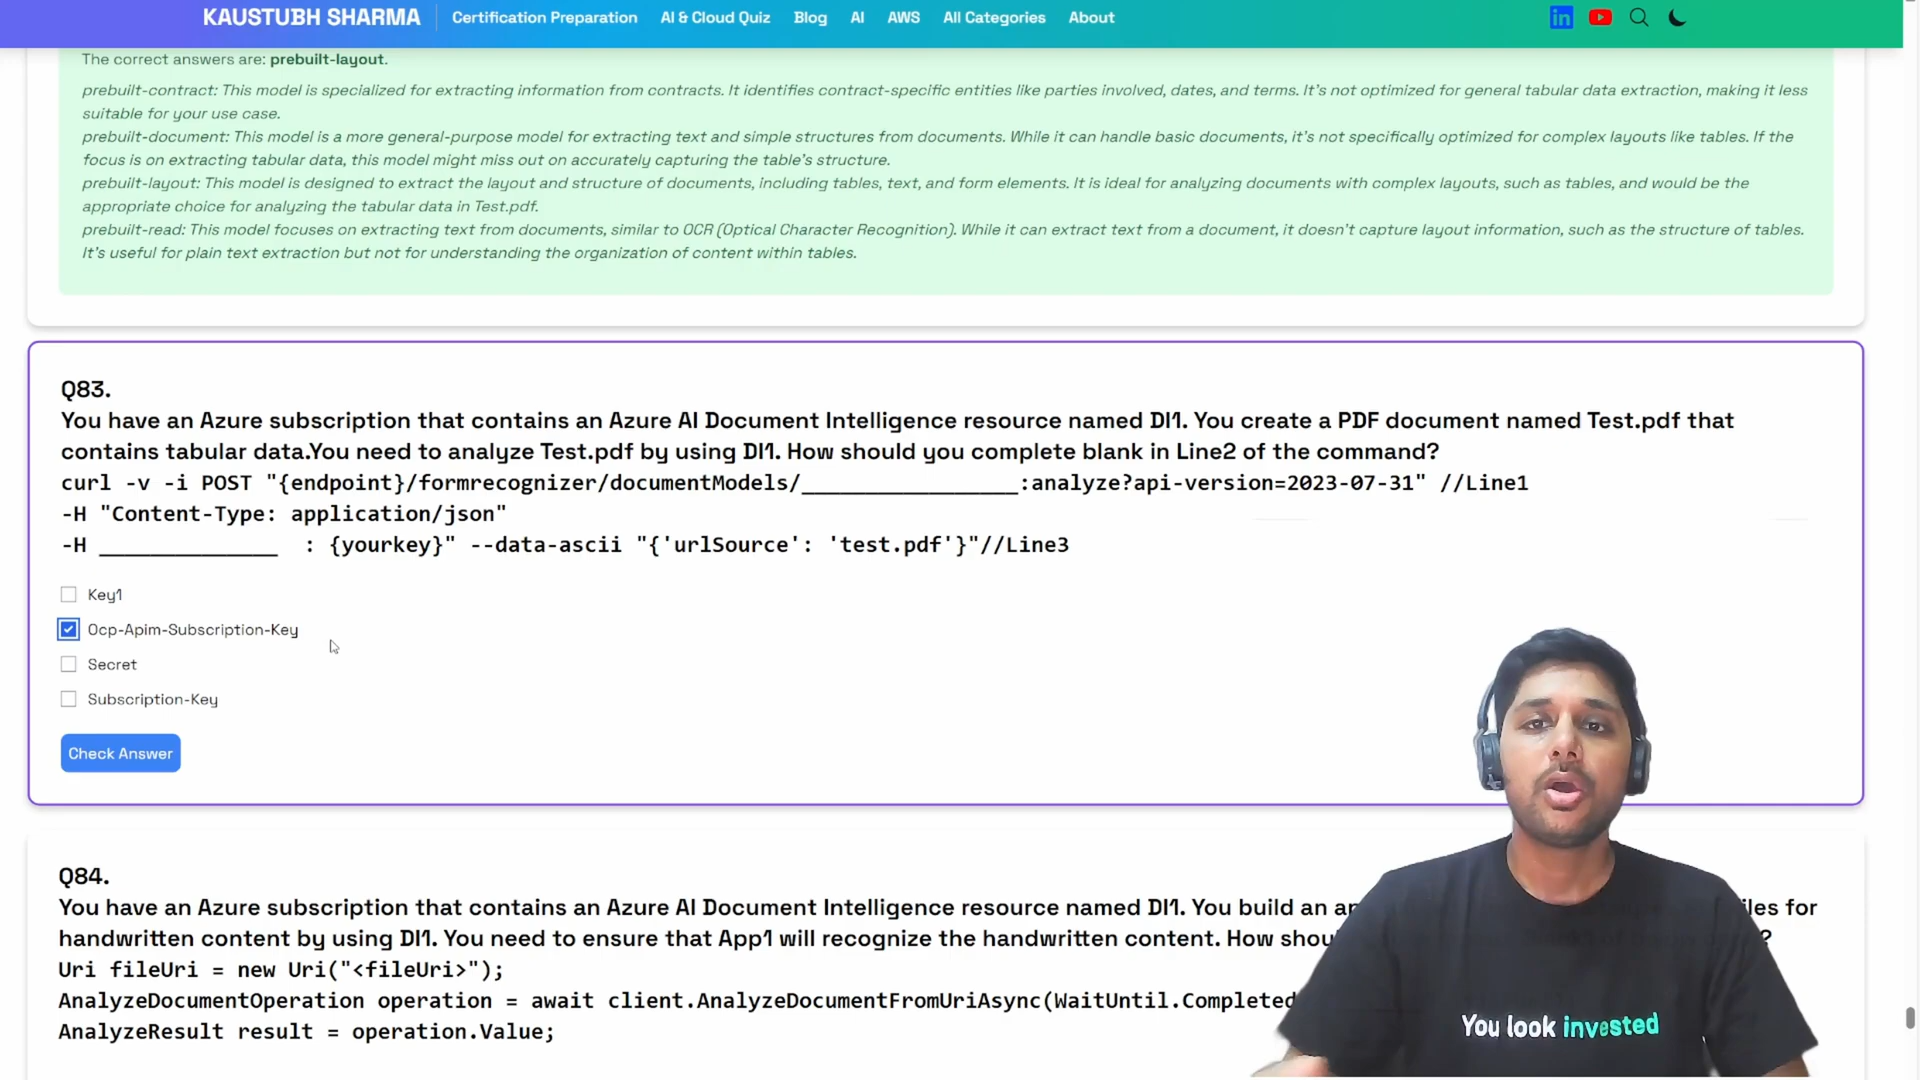 KAUSTUBH SHARMA
Certification Preparation
AI & Cloud Quiz
Blog
AI
AWS
All Categories
About
in
The correct answers are: prebuilt-layout.
prebuilt-contract: This model is specialized for extracting information from contracts. It identifies contract-specific entities like parties involved, dates, and terms. It's not optimized for general tabular data extraction, making it less
suitable for your use case.
prebuilt-document: This model is a more general-purpose model for extracting text and simple structures from documents. While it can handle basic documents, it's not specifically optimized for complex layouts like tables. If the
focus is on extracting tabular data, this model might miss out on accurately capturing the table's structure.
prebuilt-layout: This model is designed to extract the layout and structure of documents, including tables, text, and form elements. It is ideal for analyzing documents with complex layouts, such as tables, and would be the
appropriate choice for analyzing the tabular data in Test.pdf.
prebuilt-read: This model focuses on extracting text from documents, similar to OCR (Optical Character Recognition). While it can extract text from a document, it doesn't capture layout information, such as the structure of tables.
It's useful for plain text extraction but not for understanding the organization of content within tables.
Q83.
You have an Azure subscription that contains an Azure AI Document Intelligence resource named DI1. You create a PDF document named Test.pdf that
contains tabular data.You need to analyze Test.pdf by using DI1. How should you complete blank in Line2 of the command?
curl -v -i POST "{endpoint}/formrecognizer/documentModels/_________________:analyze?api-version=2023-07-31" //Line1
-H "Content-Type: application/json"
-H ______________ : {yourkey}" --data-ascii "{'urlSource': 'test.pdf'}"//Line3
Key1
Ocp-Apim-Subscription-Key
Secret
Subscription-Key
Check Answer
Q84.
You have an Azure subscription that contains an Azure AI Document Intelligence resource named DI1. You build an
handwritten content by using DI1. You need to ensure that App1 will recognize the handwritten content. How
Uri fileUri = new Uri("<fileUri>");
AnalyzeDocumentOperation operation = await client.AnalyzeDocumentFromUriAsync(WaitUntil.Completed
AnalyzeResult result = operation.Value;
You look invested